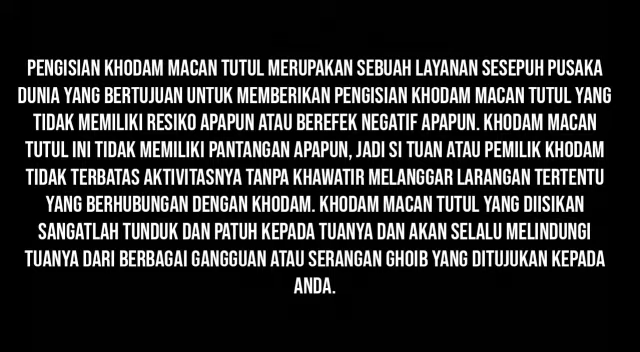 PENGISIAN KHODAM MACAN TUTUL MERUPAKAN SEBUAH LAYANAN SESEPUH PUSAKA
DUNIA YANG BERTUJUAN UNTUK MEMBERIKAN PENGISIAN KHODAM MACAN TUTUL YANG
TIDAK MEMILIKI RESIKO APAPUN ATAU BEREFEK NEGATIF APAPUN. KHODAM MACAN
TUTUL INI TIDAK MEMILIKI PANTANGAN APAPUN, JADI SI TUAN ATAU PEMILIK KHODAM
TIDAK TERBATAS AKTIVITASNYA TANPA KHAWATIR MELANGGAR LARANGAN TERTENTU
YANG BERHUBUNGAN DENGAN KHODAM. KHODAM MACAN TUTUL YANG DIISIKAN
SANGATLAH TUNDUK DAN PATUH KEPADA TUANYA DAN AKAN SELALU MELINDUNGI
TUANYA DARI BERBAGAI GANGGUAN ATAU SERANGAN GHOIB YANG DITUJUKAN KEPADA
ANDA.